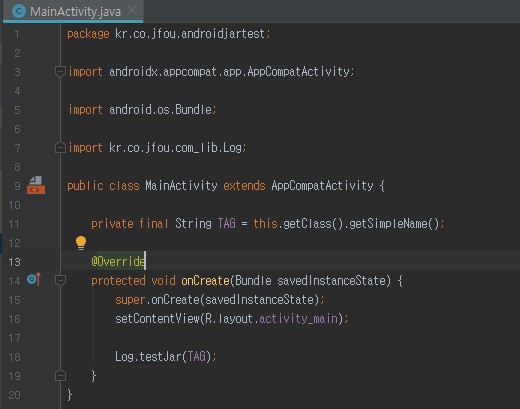 MainActivity.java
1 package kr.co.jfou.androidjartest;
2
3 import androidx.appcompat.app.AppCompatActivity;
4
5 import android.os.Bundle;
6
7 import kr.co.jfou.com_lib.Log;
8
9 public class MainActivity extends AppCompatActivity {
10
11 private final String TAG = this.getClass().getSimpleName();
12
13 @Override
14 protected void onCreate(Bundle savedInstanceState) {
15 super.onCreate(savedInstanceState);
16 setContentView(R.layout.activity_main);
17
18 Log.testJar(TAG);
19 }
20 }